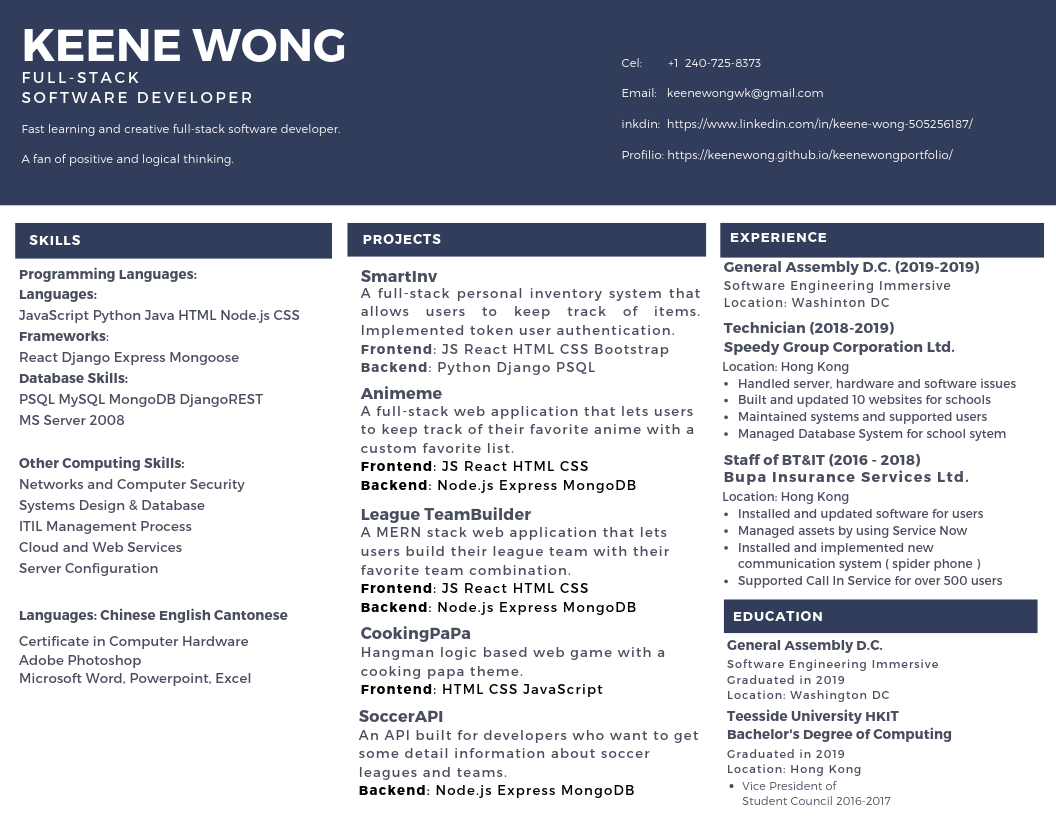 KEENE WONG
FULL-STACK
SOFTWARE DEVELOPER
Fast learning and creative full-stack software developer.
A fan of positive and logical thinking.
Cel: +1 240-725-8373
Email: keenewongwk@gmail.com
inkdin: https://www.linkedin.com/in/keene-wong-505256187/
Profilio: https://keenewong.github.io/keenewongportfolio/
SKILLS
Programming Languages:
Languages:
JavaScript Python Java HTML Node.js CSS
Frameworks:
React Django Express Mongoose
Database Skills:
PSQL MySQL MongoDB DjangoREST
MS Server 2008
Other Computing Skills:
Networks and Computer Security
Systems Design & Database
ITIL Management Process
Cloud and Web Services
Server Configuration
Languages: Chinese English Cantonese
Certificate in Computer Hardware
Adobe Photoshop
Microsoft Word, Powerpoint, Excel
PROJECTS
SmartInv
A full-stack personal inventory system that
allows users to keep track of items.
Implemented token user authentication.
Frontend: JS React HTML CSS Bootstrap
Backend: Python Django PSQL
Animeme
A full-stack web application that lets users
to keep track of their favorite anime with a
custom favorite list.
Frontend: JS React HTML CSS
Backend: Node.js Express MongoDB
League TeamBuilder
A MERN stack web application that lets
users build their league team with their
favorite team combination.
Frontend: JS React HTML CSS
Backend: Node.js Express MongoDB
CookingPaPa
Hangman logic based web game with a
cooking papa theme.
Frontend: HTML CSS JavaScript
SoccerAPI
An API built for developers who want to get
some detail information about soccer
leagues and teams.
Backend: Node.js Express MongoDB
EXPERIENCE
General Assembly D.C. (2019-2019)
Software Engineering Immersive
Location: Washinton DC
Technician (2018-2019)
Speedy Group Corporation Ltd.
Location: Hong Kong
• Handled server, hardware and software issues
• Built and updated 10 websites for schools
• Maintained systems and supported users
• Managed Database System for school sytem
Staff of BT&IT (2016 - 2018)
Bupa Insurance Services Ltd.
Location: Hong Kong
• Installed and updated software for users
• Managed assets by using Service Now
• Installed and implemented new
communication system ( spider phone )
• Supported Call In Service for over 500 users
EDUCATION
General Assembly D.C.
Software Engineering Immersive
Graduated in 2019
Location: Washington DC
Teesside University HKIT
Bachelor's Degree of Computing
Graduated in 2019
Location: Hong Kong
• Vice President of
Student Council 2016-2017